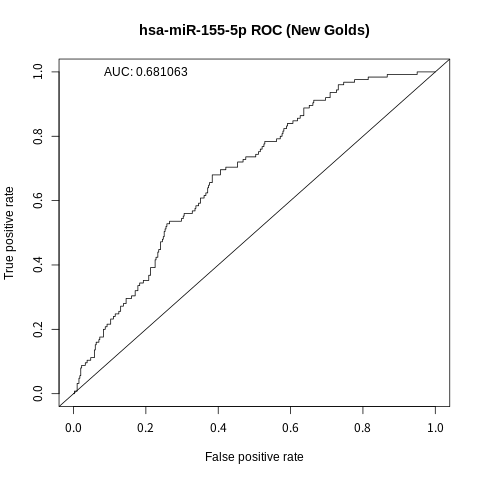 hsa-miR-155-5p ROC (New Golds)
AUC: 0.681063
True positive rate
1.0
0.8
0.6
0.4
0.2
0.0
0.0 0.2 0.4 0.6 0.8 1.0
False positive rate